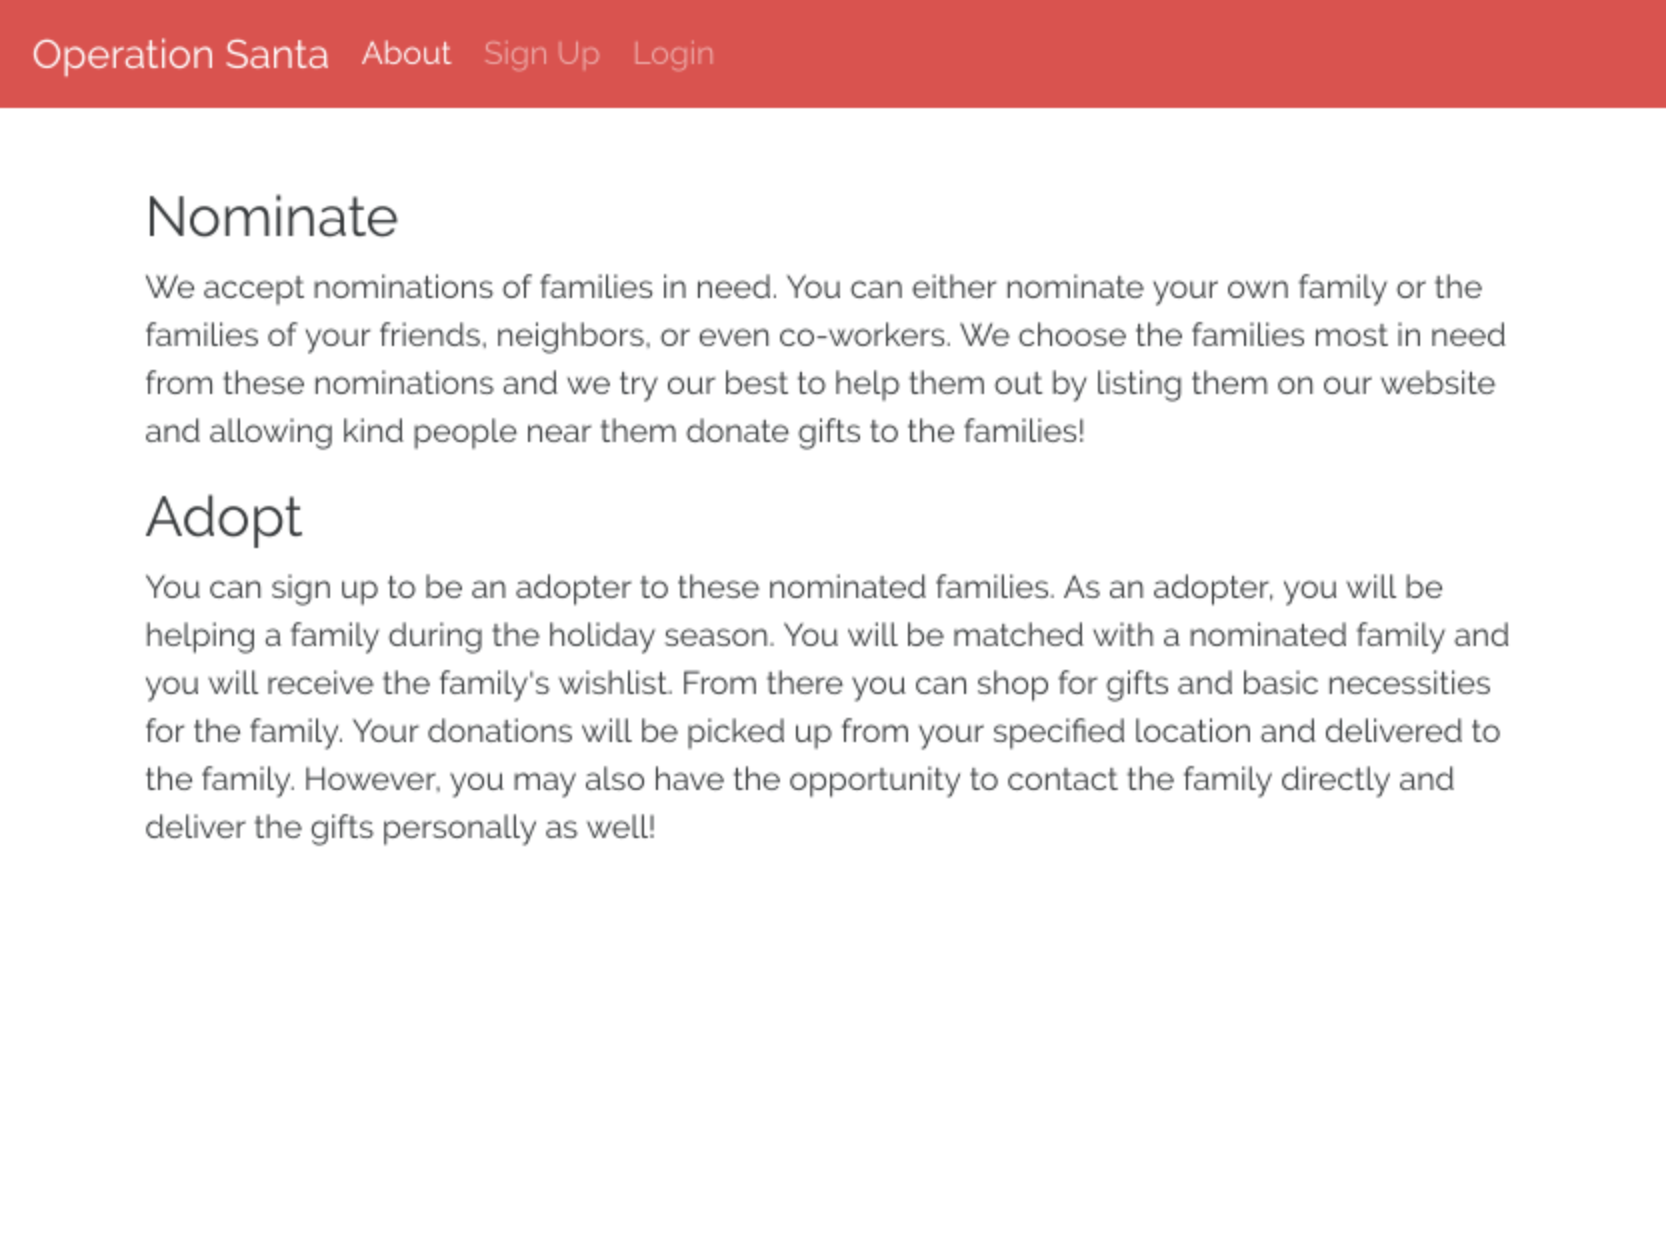 Operation Santa About Sign Up Login
Nominate
We accept nominations of families in need. You can either nominate your own family or the
families of your friends, neighbors, or even co-workers. We choose the families most in need
from these nominations and we try our best to help them out by listing them on our website
and allowing kind people near them donate gifts to the families!
Adopt
You can sign up to be an adopter to these nominated families. As an adopter, you will be
helping a family during the holiday season. You will be matched with a nominated family and
you will receive the family's wishlist. From there you can shop for gifts and basic necessities
for the family. Your donations will be picked up from your specified location and delivered to
the family. However, you may also have the opportunity to contact the family directly and
deliver the gifts personally as well!